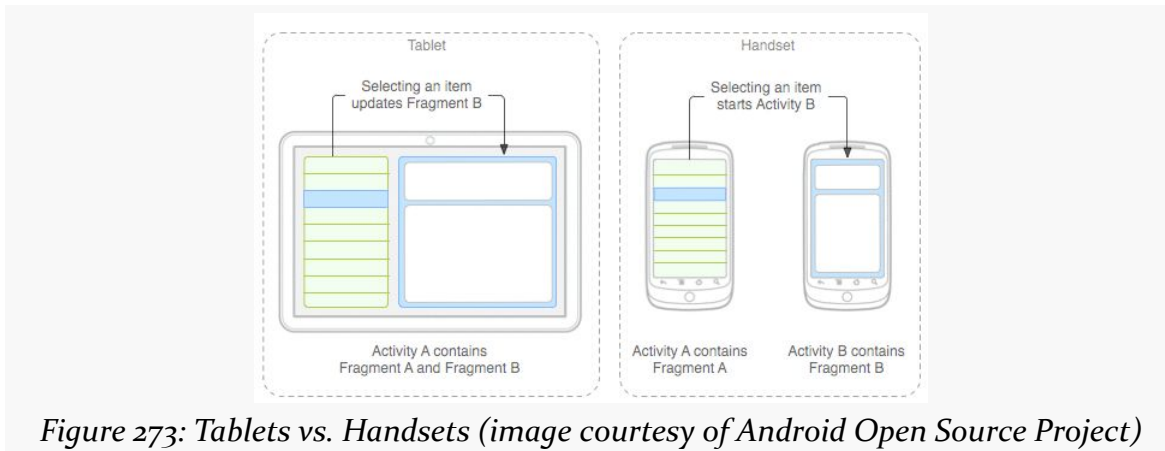 Tablet
Selecting an item
updates Fragment B
Activity A contains
Fragment A and Fragment B
Handset
Selecting an item
starts Activity B
Activity A contains
Fragment A
Activity B contains
Fragment B
Figure 273: Tablets vs. Handsets (image courtesy of Android Open Source Project)